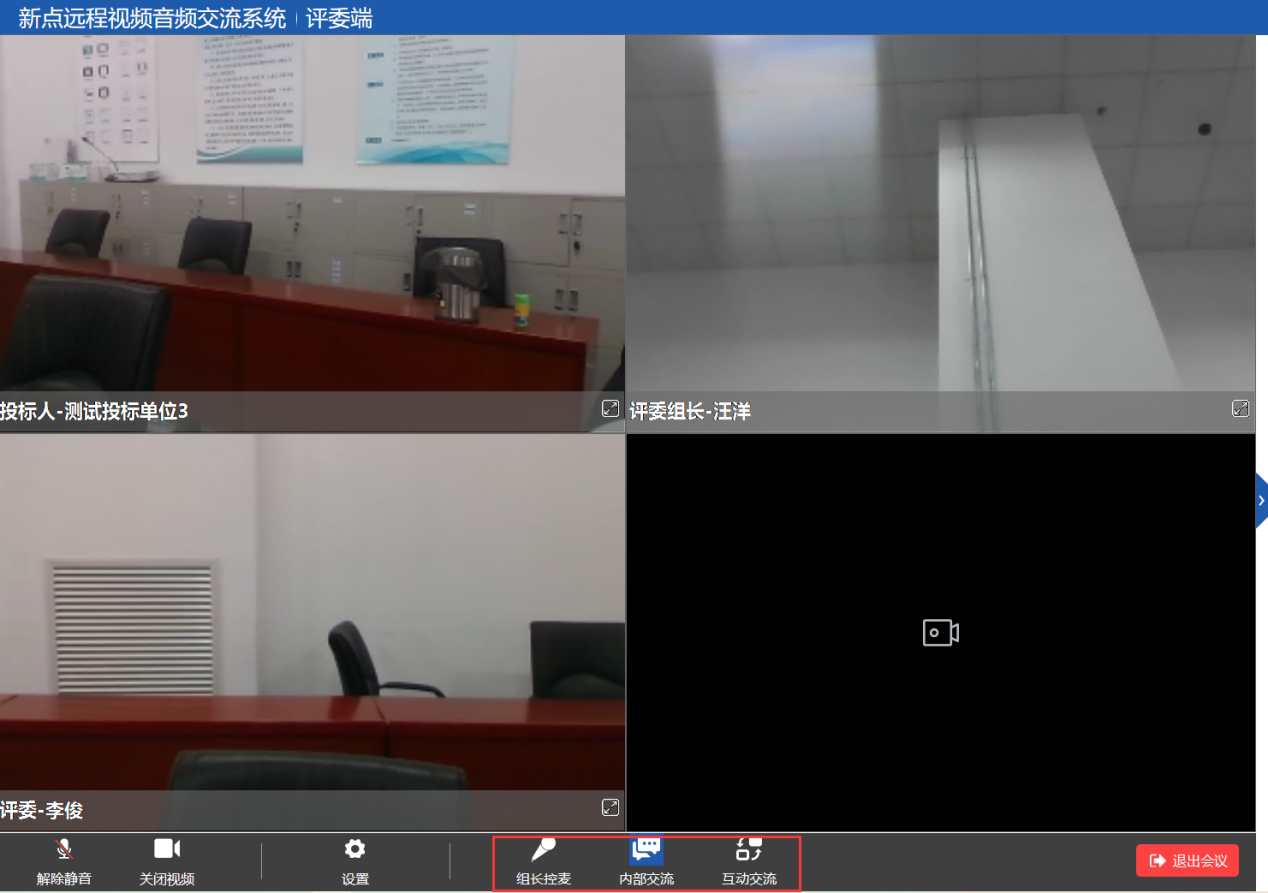 新点远程视频音频交流系统 | 评委端
投标人-测试投标单位3
评委组长-汪洋
评委-李俊
解除静音
关闭视频
设置
组长控麦
内部交流
互动交流
退出会议